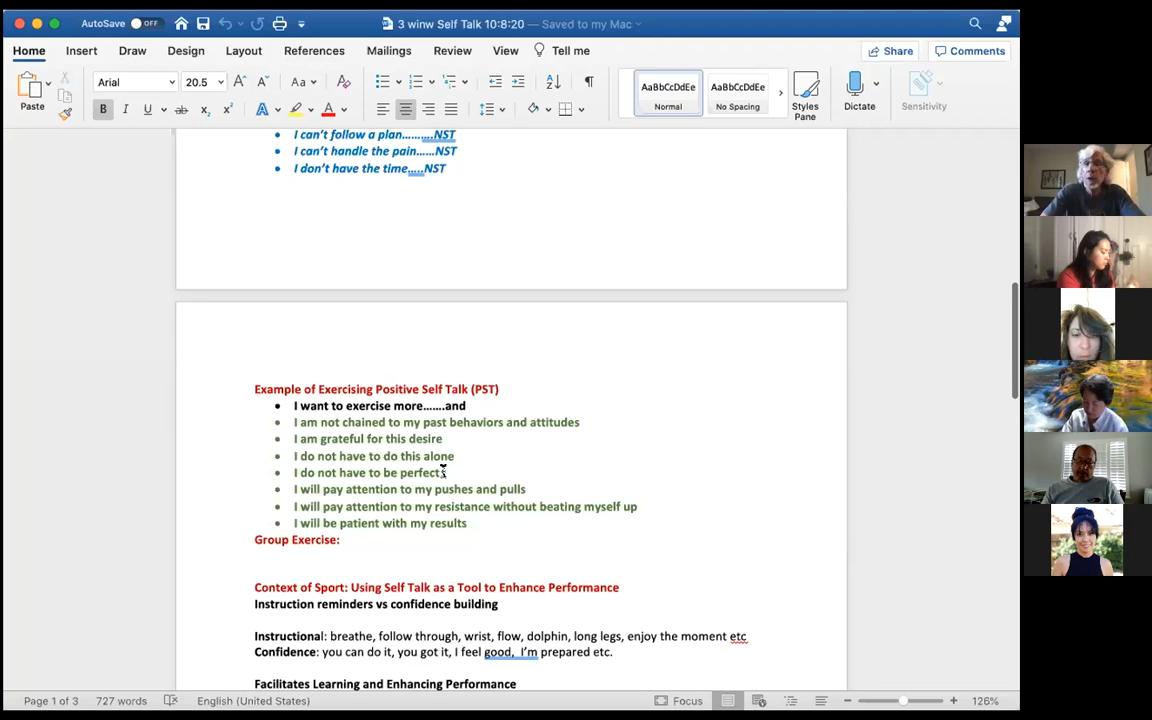 AutoSave OFF 3 winw Self Talk 10:8:20 — Saved to my Mac
Home Insert Draw Design Layout References Mailings Review View Tell me Share Comments
Paste Arial 20.5 A A Aa A AaBbCcDdEe AaBbCcDdEe
B I U ab x₂ x² A A Normal No Spacing Styles Pane Dictate Sensitivity
I can't follow a plan……….NST
I can't handle the pain……NST
I don't have the time…..NST
Example of Exercising Positive Self Talk (PST)
I want to exercise more…….and
I am not chained to my past behaviors and attitudes
I am grateful for this desire
I do not have to do this alone
I do not have to be perfect
I will pay attention to my pushes and pulls
I will pay attention to my resistance without beating myself up
I will be patient with my results
Group Exercise:
Context of Sport: Using Self Talk as a Tool to Enhance Performance
Instruction reminders vs confidence building
Instructional: breathe, follow through, wrist, flow, dolphin, long legs, enjoy the moment etc
Confidence: you can do it, you got it, I feel good, I'm prepared etc.
Facilitates Learning and Enhancing Performance
Page 1 of 3 727 words English (United States) Focus 126%